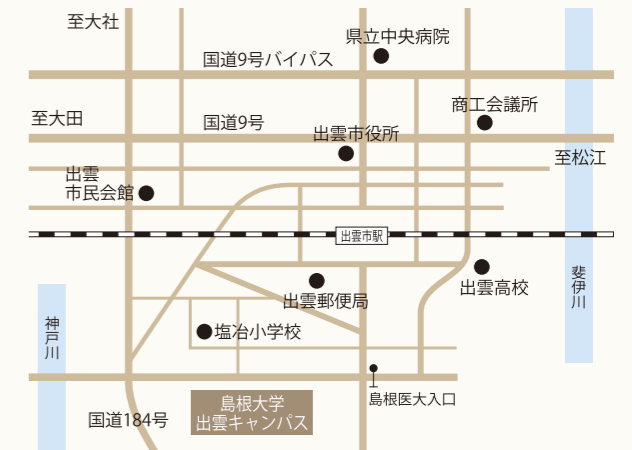 至大社
県立中央病院
国道9号バイパス
商工会議所
至大田
国道9号
出雲市役所
至松江
出雲
市民会館
出雲市駅
出雲高校
斐伊川
出雲郵便局
神戸川
塩冶小学校
島根医大入口
島根大学
出雲キャンパス
国道184号